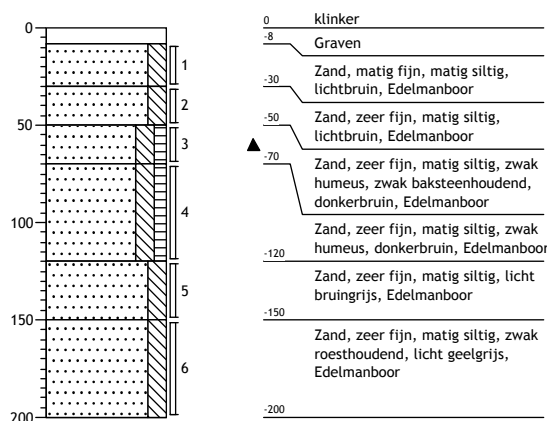 0
50
100
150
200
1
2
3
4
5
6
0 klinker
-8
Graven
-30
Zand, matig fijn, matig siltig,
lichtbruin, Edelmanboor
-50
Zand, zeer fijn, matig siltig,
lichtbruin, Edelmanboor
-70
Zand, zeer fijn, matig siltig, zwak
humeus, zwak baksteenhoudend,
donkerbruin, Edelmanboor
Zand, zeer fijn, matig siltig, zwak
humeus, donkerbruin, Edelmanboor
-120
Zand, zeer fijn, matig siltig, licht
bruingrijs, Edelmanboor
-150
Zand, zeer fijn, matig siltig, zwak
roesthoudend, licht geelgrijs,
Edelmanboor
-200